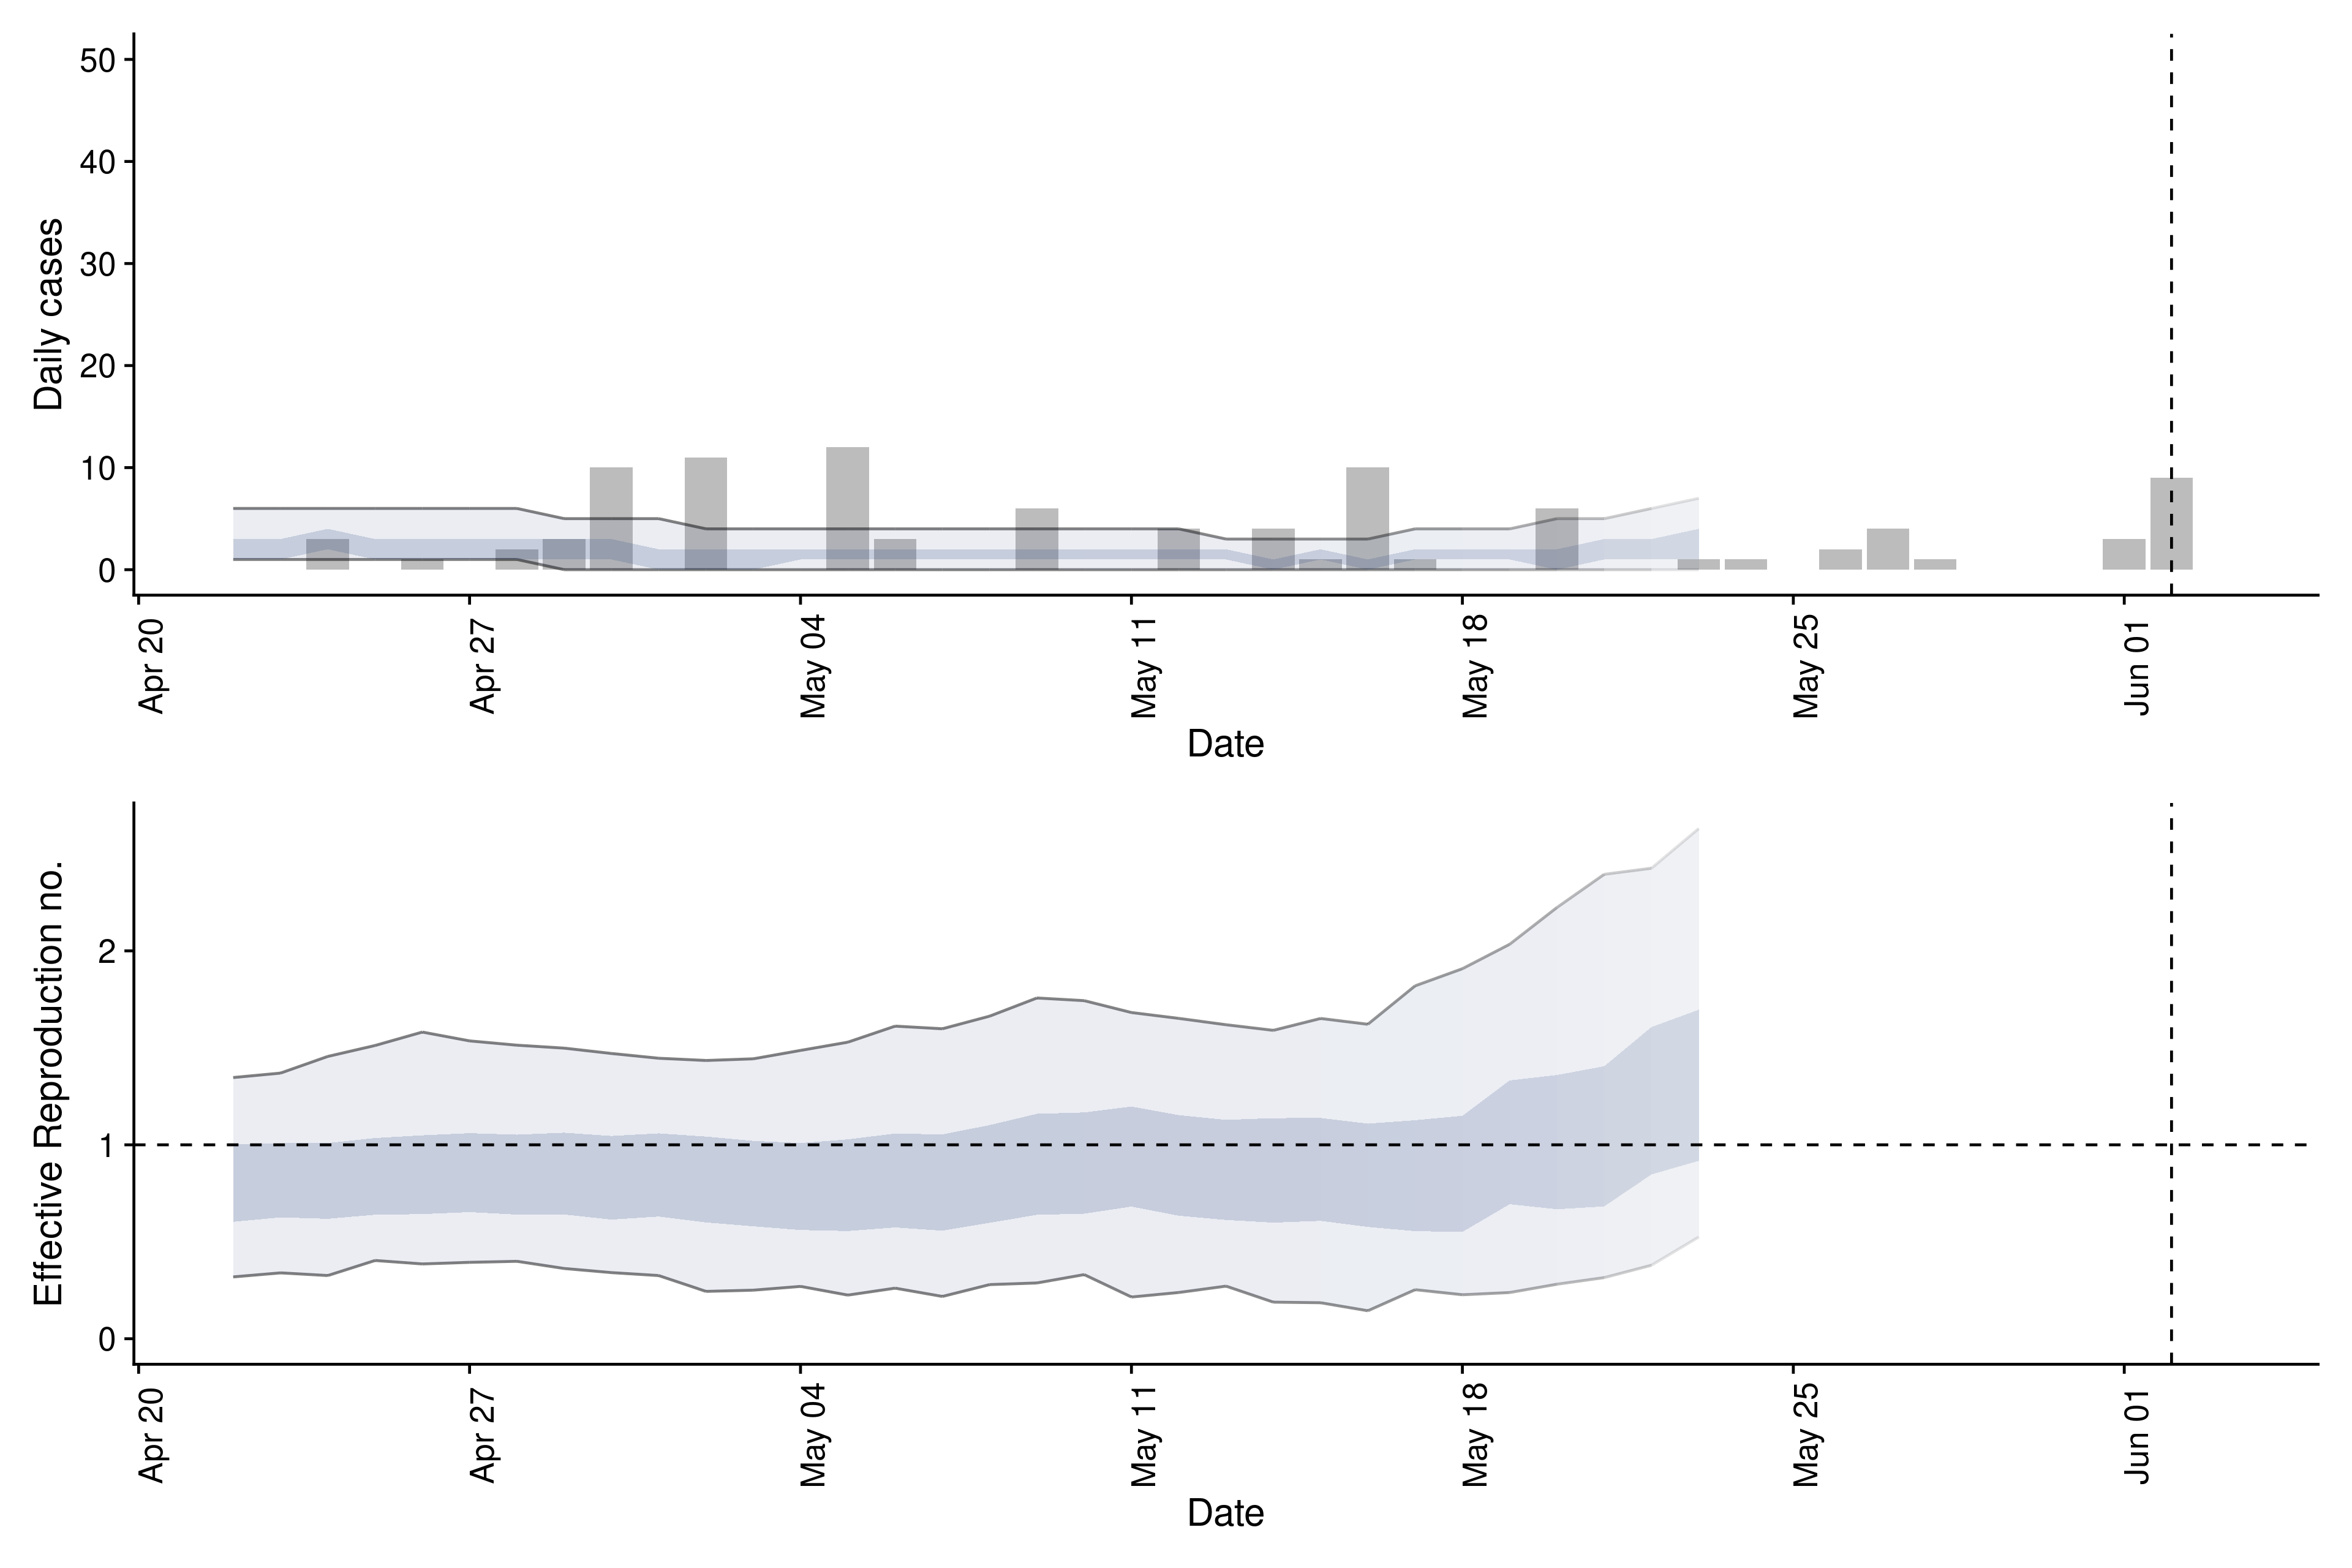 Daily cases
50
40
30
20
10
0
Apr 20
Apr 27
May 04
May 11
May 18
May 25
Jun 01
Date
Effective Reproduction no.
2
1
0
Apr 20
Apr 27
May 04
May 11
May 18
May 25
Jun 01
Date